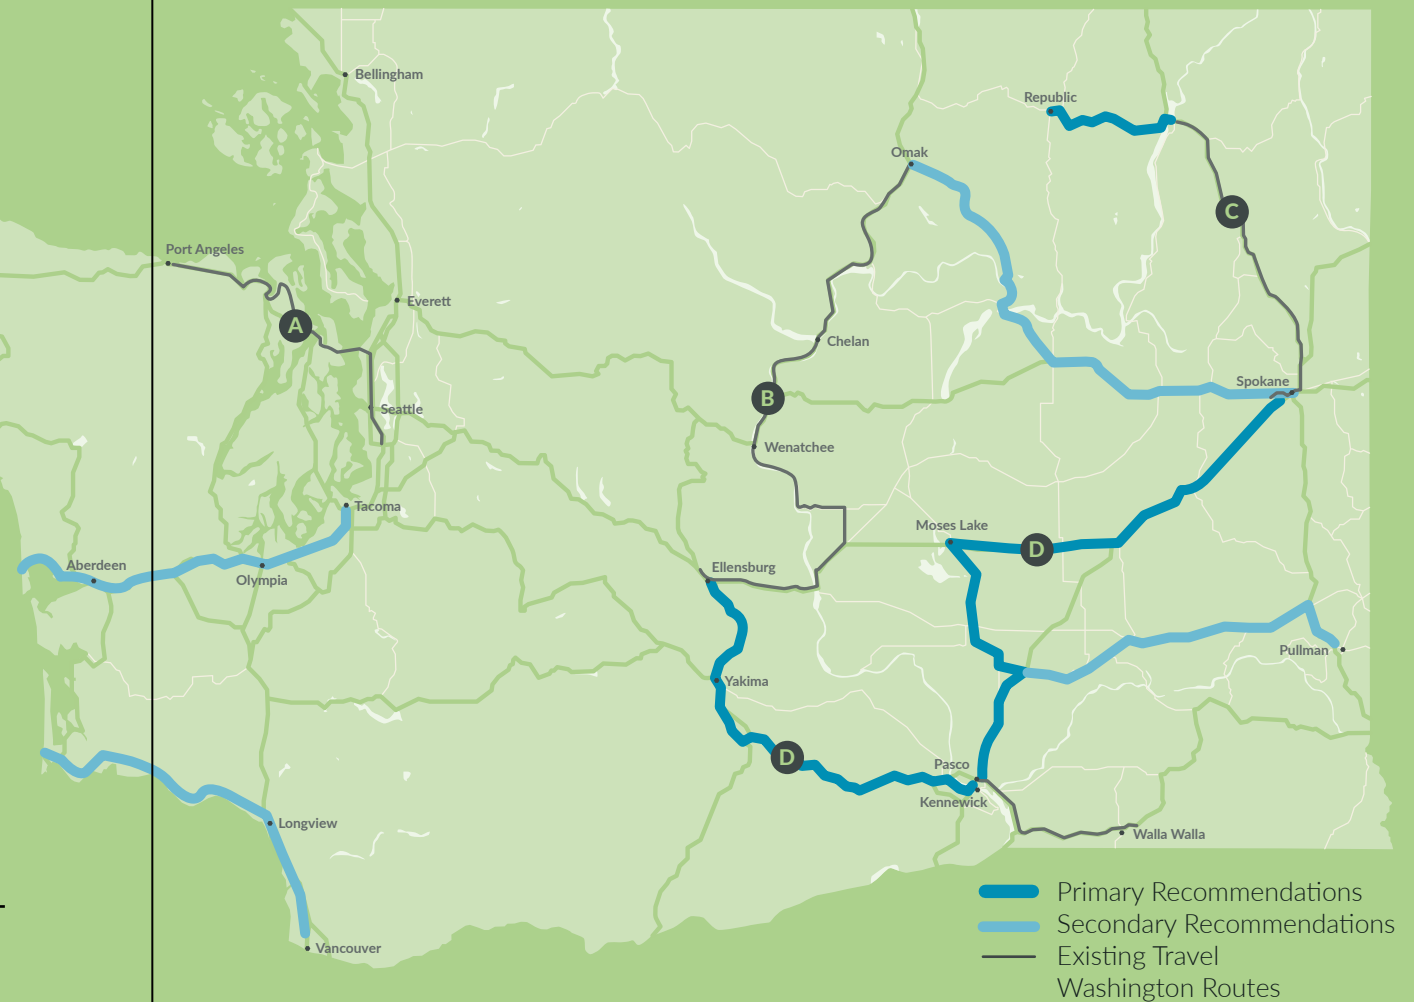 Bellingham
Republic
Omak
C
Port Angeles
Everett
A
Chelan
Spokane
B
Seattle
Wenatchee
Tacoma
Moses Lake
D
Aberdeen
Olympia
Ellensburg
Pullman
Yakima
D
Pasco
Kennewick
Longview
Walla Walla
Vancouver
Primary Recommendations
Secondary Recommendations
Existing Travel
Washington Routes